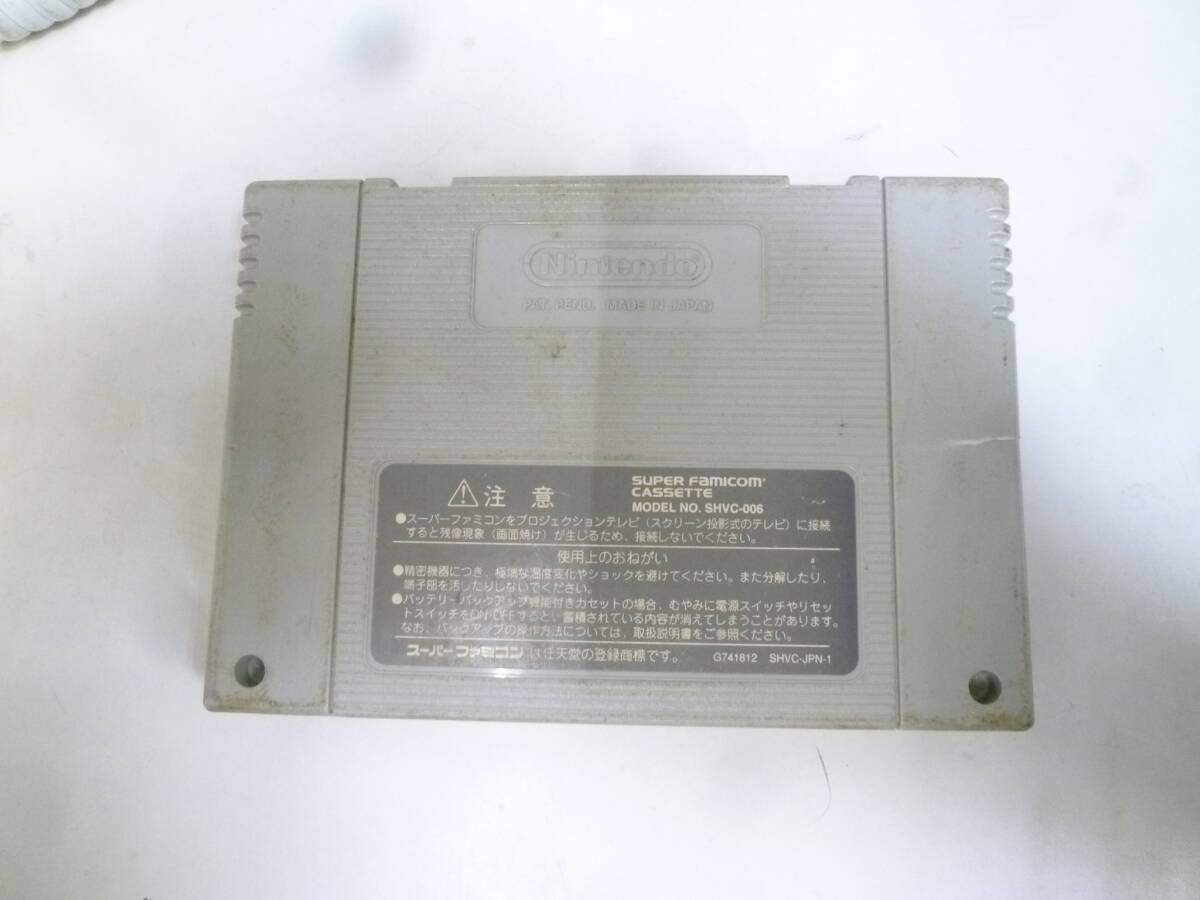 Nintendo
PAT. PEND. MADE IN JAPAN
注意
SUPER FAMICOM
CASSETTE
MODEL NO. SHVC-006
●スーパーファミコンをプロジェクションテレビ（スクリーン投影式のテレビ）に接続
すると残像現象（画面焼け）が生じるため、接続しないでください。
使用上のおねがい
●精密機器につき、極端な温度変化やショックを避けてください。また分解したり、
端子部を汚したりしないでください。
●バッテリーバックアップ機能付きカセットの場合、むやみに電源スイッチやリセッ
トスイッチをON・OFFすると、蓄積されている内容が消えてしまうことがあります。
なお、バックアップの操作方法については、取扱説明書をご参照ください。
スーパーファミコンは任天堂の登録商標です。 G741812 SHVC-JPN-1